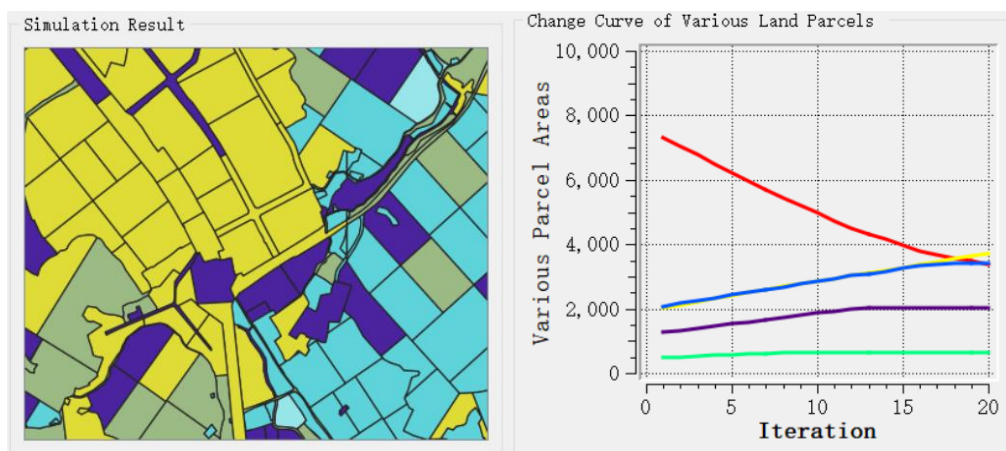 Simulation Result
Change Curve of Various Land Parcels
Various Parcel Areas
10,000
8,000
6,000
4,000
2,000
0
0 5 10 15 20
Iteration